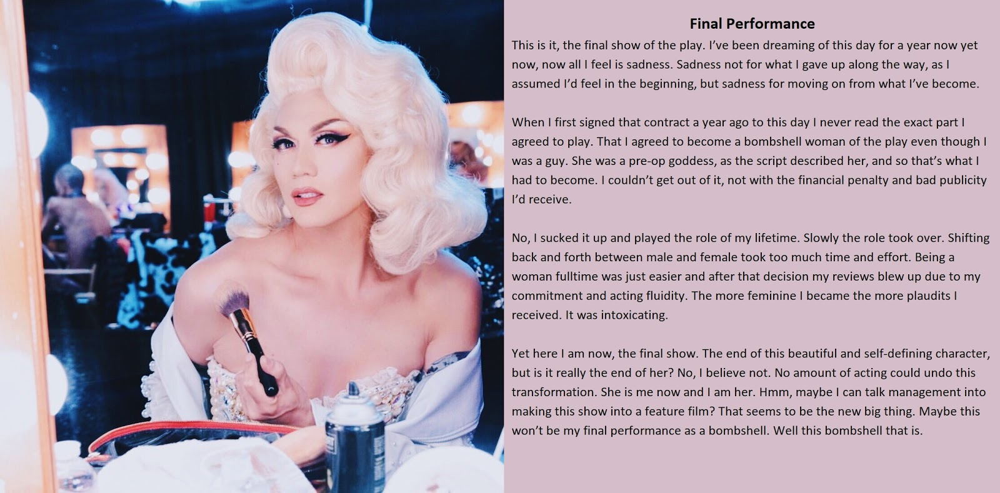 Final Performance
This is it, the final show of the play. I’ve been dreaming of this day for a year now yet
now, now all I feel is sadness. Sadness not for what I gave up along the way, as I
assumed I’d feel in the beginning, but sadness for moving on from what I’ve become.
When I first signed that contract a year ago to this day I never read the exact part I
agreed to play. That I agreed to become a bombshell woman of the play even though I
was a guy. She was a pre-op goddess, as the script described her, and so that’s what I
had to become. I couldn’t get out of it, not with the financial penalty and bad publicity
I’d receive.
No, I sucked it up and played the role of my lifetime. Slowly the role took over. Shifting
back and forth between male and female took too much time and effort. Being a
woman fulltime was just easier and after that decision my reviews blew up due to my
commitment and acting fluidity. The more feminine I became the more plaudits I
received. It was intoxicating.
Yet here I am now, the final show. The end of this beautiful and self-defining character,
but is it really the end of her? No, I believe not. No amount of acting could undo this
transformation. She is me now and I am her. Hmm, maybe I can talk management into
making this show into a feature film? That seems to be the new big thing. Maybe this
won’t be my final performance as a bombshell. Well this bombshell that is.